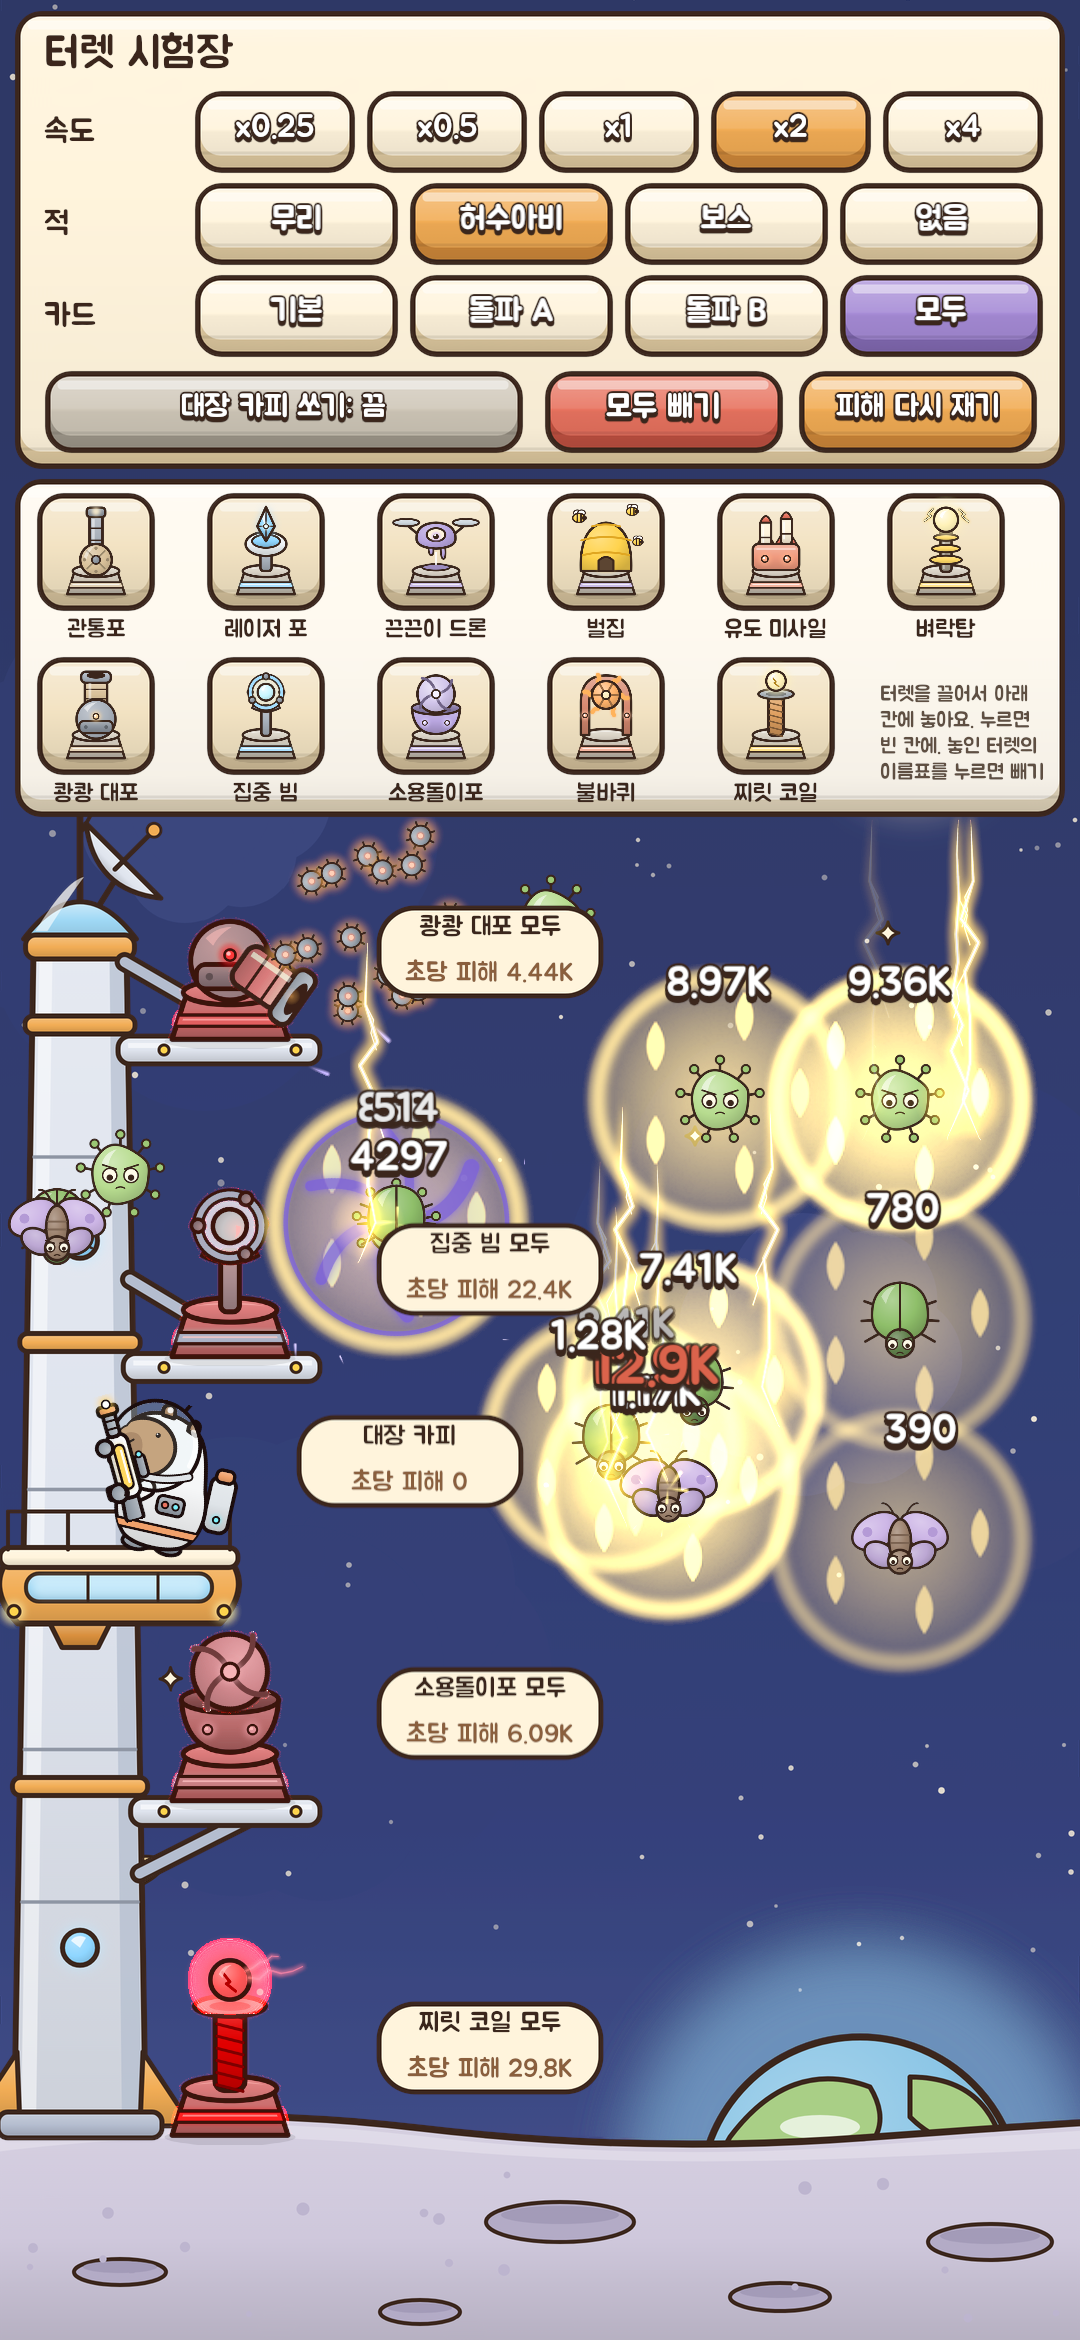 터렛 시험장
속도
x0.25
x0.5
x1
x2
x4
적
무리
허수아비
보스
없음
카드
기본
돌파 A
돌파 B
모두
대장 카피 쏘기: 끔
모두 빼기
피해 다시 재기
관통포
레이저 포
끈끈이 드론
벌집
유도 미사일
벼락탑
쾅쾅 대포
집중 빔
소용돌이포
불바퀴
찌릿 코일
터렛을 끌어서 아래
칸에 놓아요. 누르면
빈 칸에. 놓인 터렛의
이름표를 누르면 빼기
쾅쾅 대포 모두
초당 피해 4.44K
8.97K
9.36K
4297
780
집중 빔 모두
초당 피해 22.4K
7.41K
1.28K
12.9K
390
대장 카피
초당 피해 0
소용돌이포 모두
초당 피해 6.09K
찌릿 코일 모두
초당 피해 29.8K